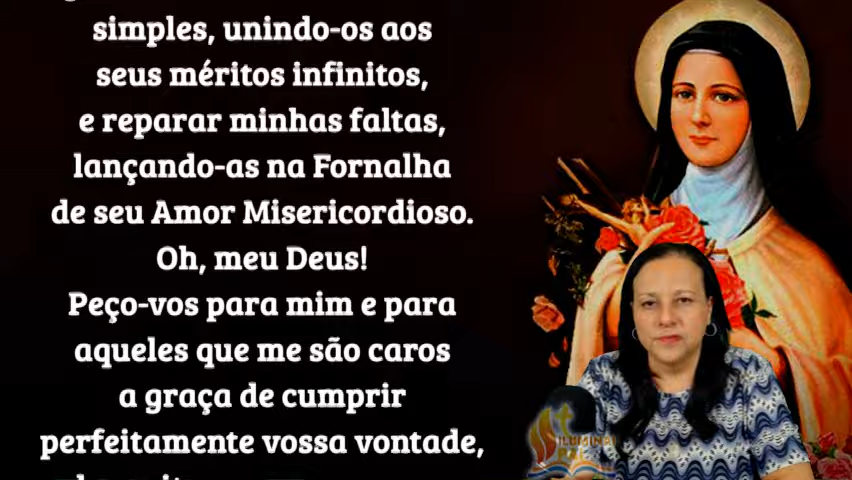 simples, unindo-os aos
seus méritos infinitos,
e reparar minhas faltas,
lançando-as na Fornalha
de seu Amor Misericordioso.
Oh, meu Deus!
Peço-vos para mim e para
aqueles que me são caros
a graça de cumprir
perfeitamente vossa vontade,